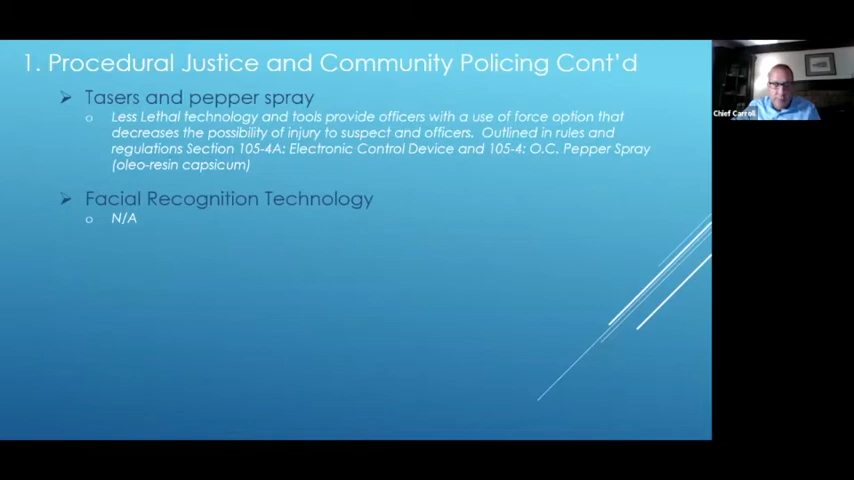 1. Procedural Justice and Community Policing Cont'd
Tasers and pepper spray
Less Lethal technology and tools provide officers with a use of force option that
decreases the possibility of injury to suspect and officers. Outlined in rules and
regulations Section 105-4A: Electronic Control Device and 105-4: O.C. Pepper Spray
(oleo-resin capsicum)
Facial Recognition Technology
N/A
Chief Carroll